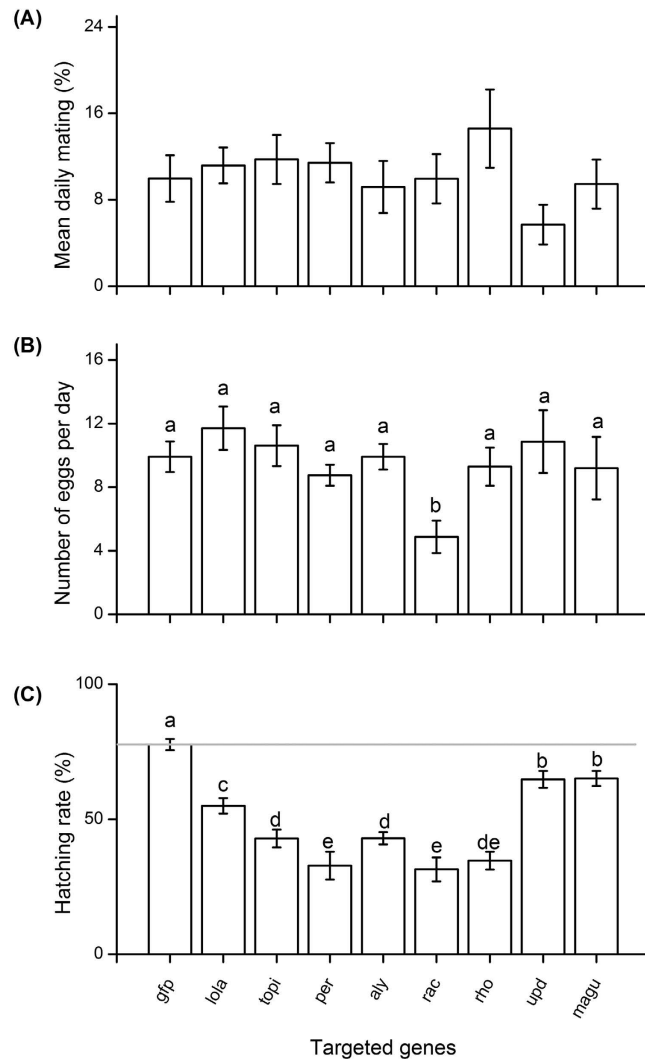 (A)
Mean daily mating (%)
24
16
8
0
(B)
Number of eggs per day
16
12
8
4
0
a
a
a
a
a
b
a
a
a
(C)
Hatching rate (%)
100
50
0
a
c
d
e
d
e
de
b
b
gfp
lola
topi
per
aly
rac
rho
upd
magu
Targeted genes